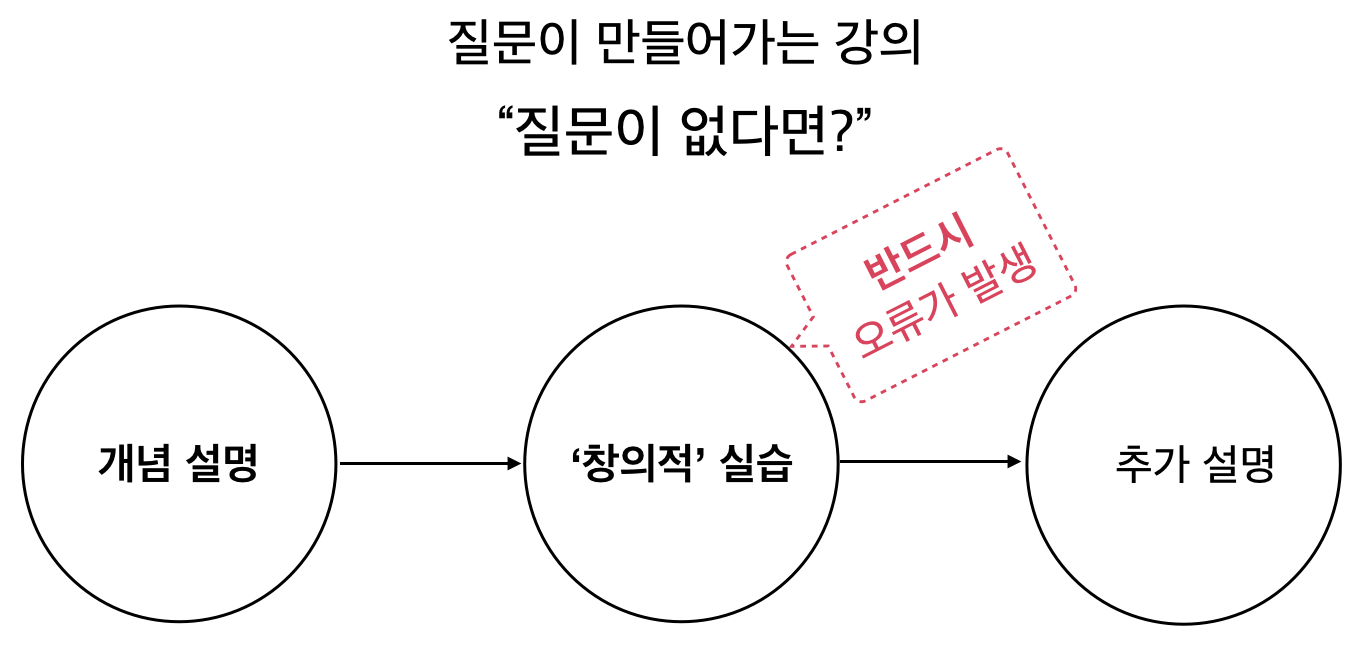 질문이 만들어가는 강의
“질문이 없다면?”
반드시
오류가 발생
개념 설명
‘창의적’ 실습
추가 설명